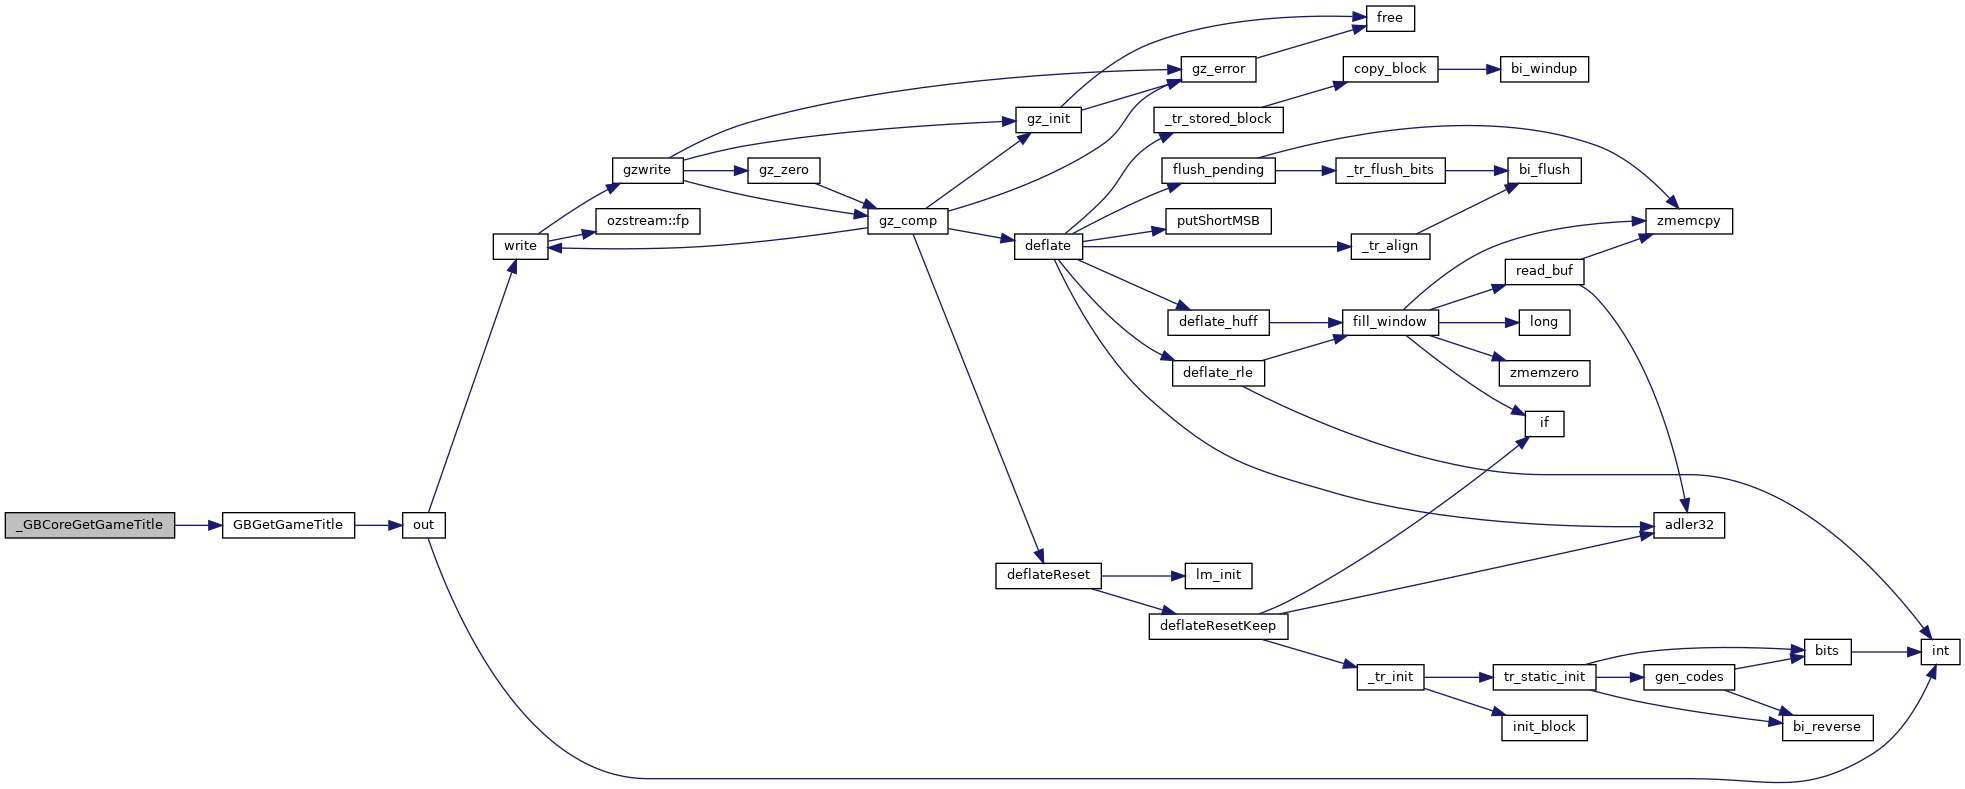 free
gz_error
copy_block
bi_windup
gz_init
_tr_stored_block
gzwrite
gz_zero
flush_pending
_tr_flush_bits
bi_flush
ozstream::fp
gz_comp
putShortMSB
zmemcpy
write
deflate
_tr_align
read_buf
deflate_huff
fill_window
long
deflate_rle
zmemzero
if
_GBCoreGetGameTitle
GBGetGameTitle
out
adler32
deflateReset
lm_init
deflateResetKeep
bits
int
_tr_init
tr_static_init
gen_codes
init_block
bi_reverse